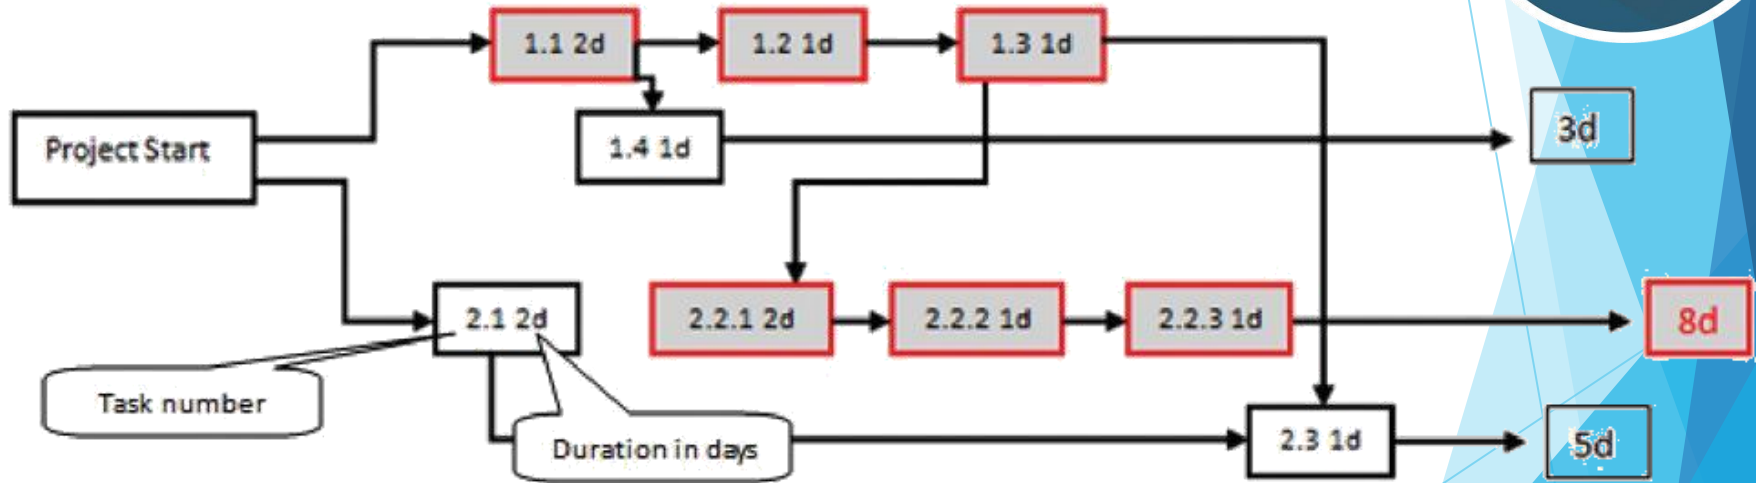 1.1 2d
1.2 1d
1.3 1d
Project Start
1.4 1d
3d
2.1 2d
2.2.1 2d
2.2.2 1d
2.2.3 1d
8d
Task number
Duration in days
2.3 1d
5d